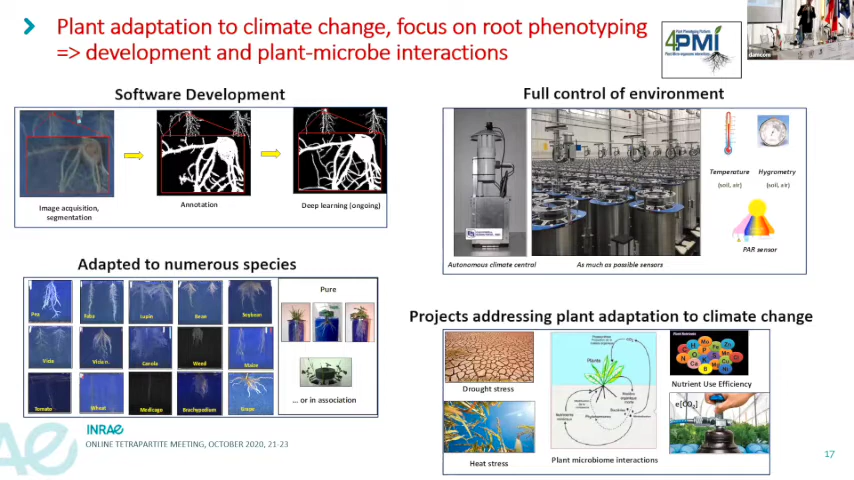 Plant adaptation to climate change, focus on root phenotyping
=> development and plant-microbe interactions
4PMI
Software Development
Image acquisition,
segmentation
Annotation
Deep learning (ongoing)
Full control of environment
Temperature
(soil, air)
Hygrometry
(soil, air)
PAR sensor
Autonomous climate central
As much as possible sensors
Adapted to numerous species
Pea
Faba
Lupin
Bean
Soybean
Vicia
Vicia n.
Canola
Weed
Maize
Tomato
Wheat
Medicago
Brachypodium
Grape
Pure
... or in association
Projects addressing plant adaptation to climate change
Drought stress
Heat stress
Plante
CO2
Plant microbiome interactions
Nutrient Use Efficiency
e[CO2]
INRAE
ONLINE TETRAPARTITE MEETING, OCTOBER 2020, 21-23
17